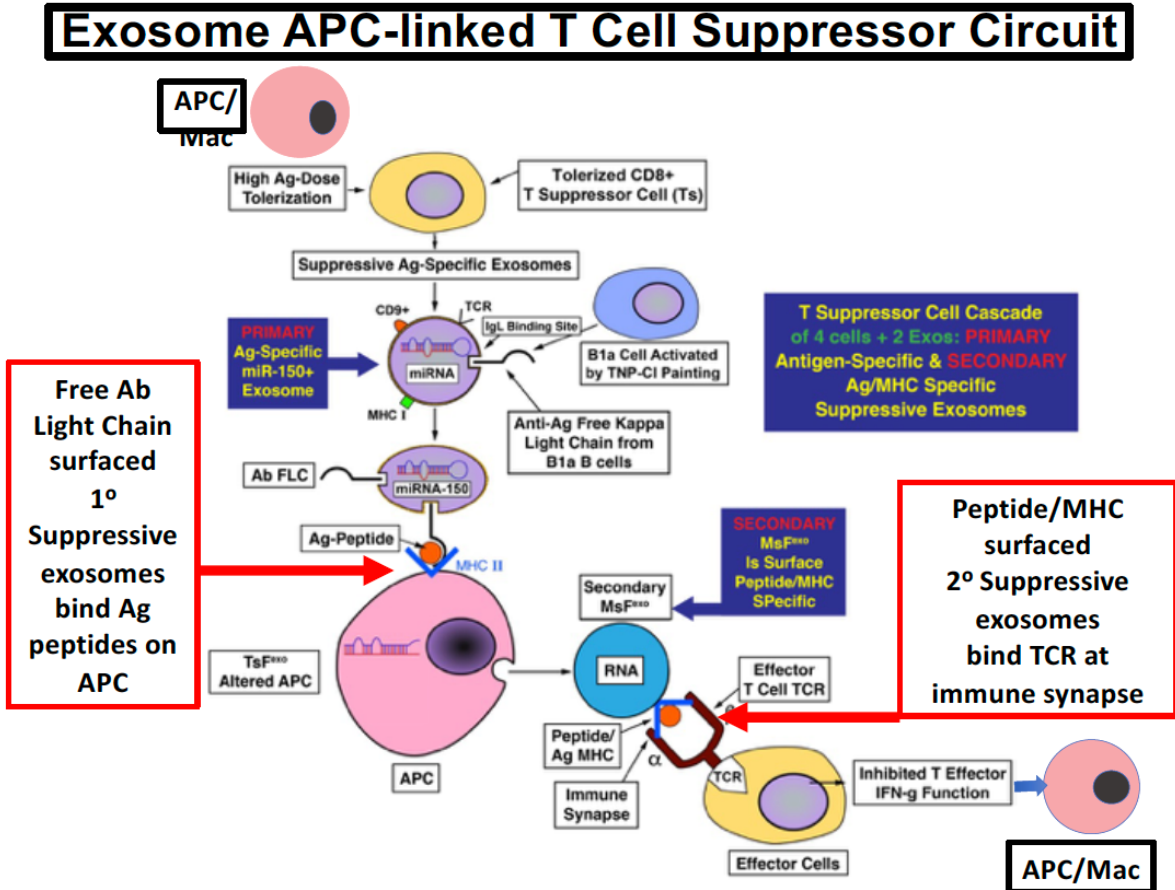 Exosome APC-linked T Cell Suppressor Circuit
APC/
Mac
High Ag-Dose
Tolerization
Tolerized CD8+
T Suppressor Cell (Ts)
Suppressive Ag-Specific Exosomes
CD9+
TCR
IgL Binding Site
miRNA
MHC I
PRIMARY
Ag-Specific
miR-150+
Exosome
B1a Cell Activated
by TNP-Cl Painting
T Suppressor Cell Cascade
of 4 cells + 2 Exos: PRIMARY
Antigen-Specific & SECONDARY
Ag/MHC Specific
Suppressive Exosomes
Anti-Ag Free Kappa
Light Chain from
B1a B cells
Free Ab
Light Chain
surfaced
1º
Suppressive
exosomes
bind Ag
peptides on
APC
Ab FLC
miRNA-150
Ag-Peptide
MHC II
TsFexo
Altered APC
APC
SECONDARY
MsFexo
Is Surface
Peptide/MHC
SPecific
Secondary
MsFexo
RNA
Peptide/MHC
surfaced
2º Suppressive
exosomes
bind TCR at
immune synapse
Effector
T Cell TCR
Peptide/
Ag MHC
α
Immune
Synapse
TCR
Effector Cells
Inhibited T Effector
IFN-g Function
APC/Mac